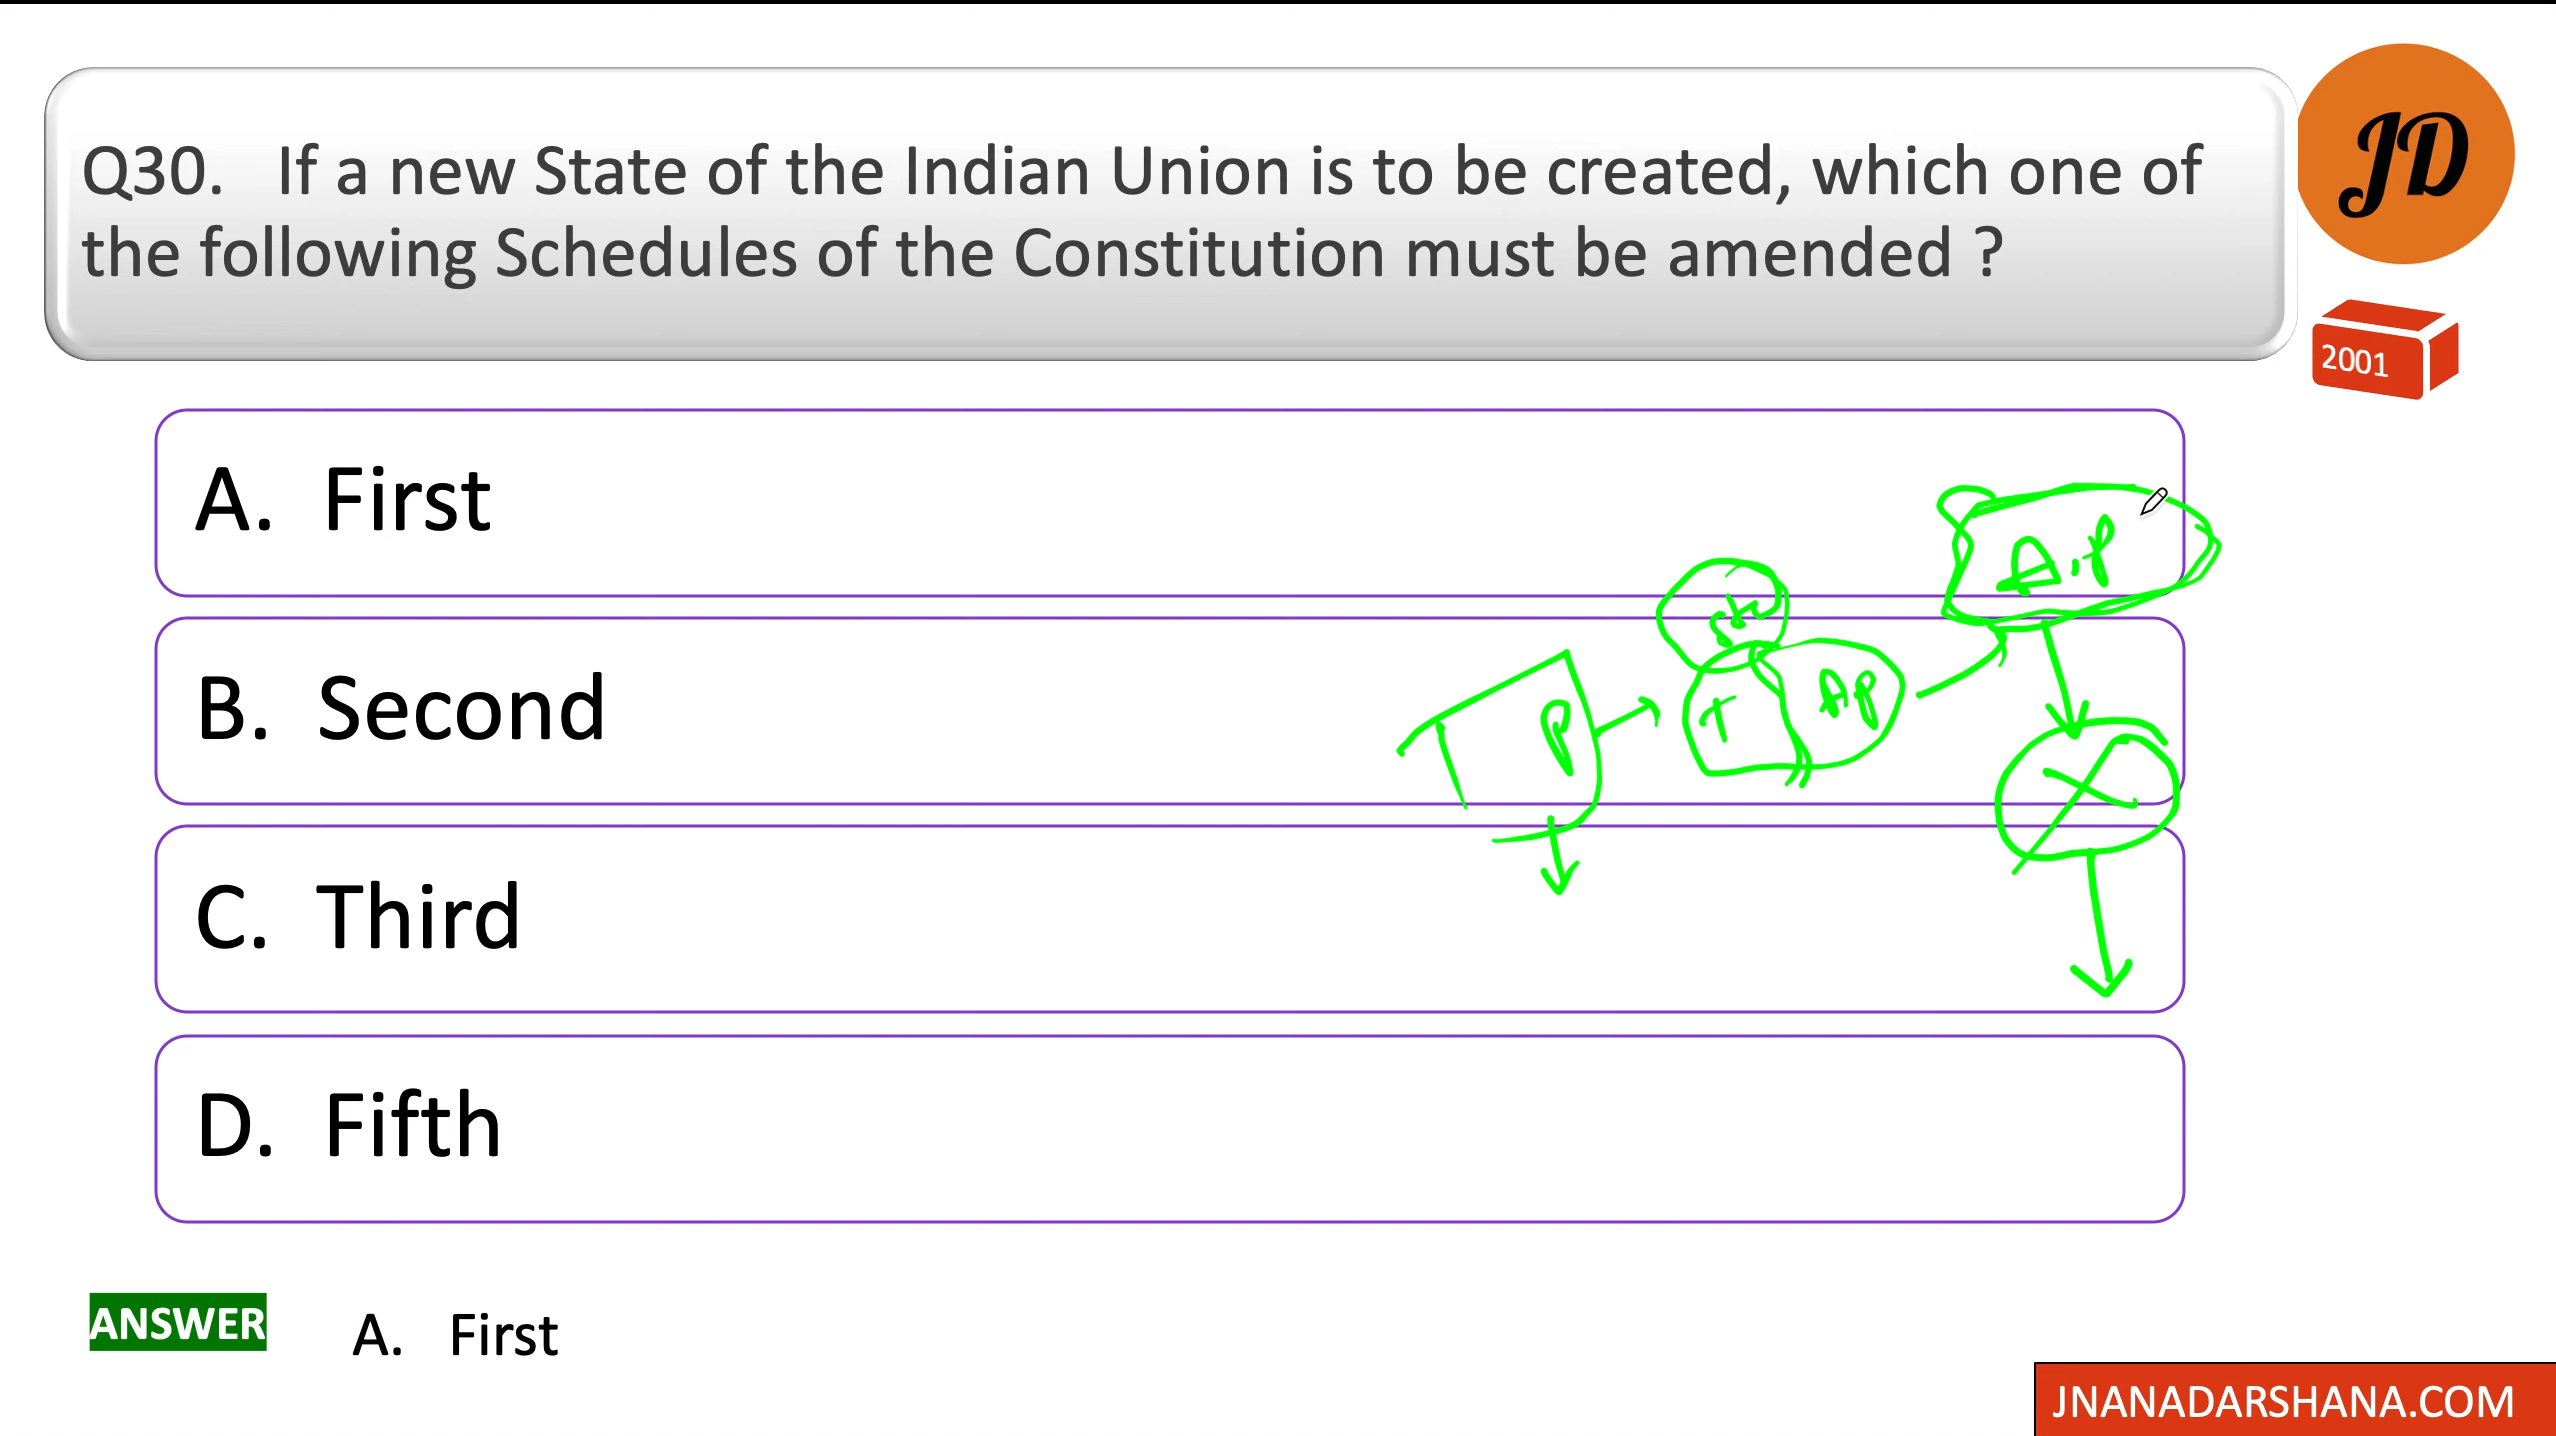 Q30. If a new State of the Indian Union is to be created, which one of
the following Schedules of the Constitution must be amended ?
JD
2001
A. First
B. Second
C. Third
D. Fifth
A.P
T
AP
P
ANSWER A. First
JNANADARSHANA.COM